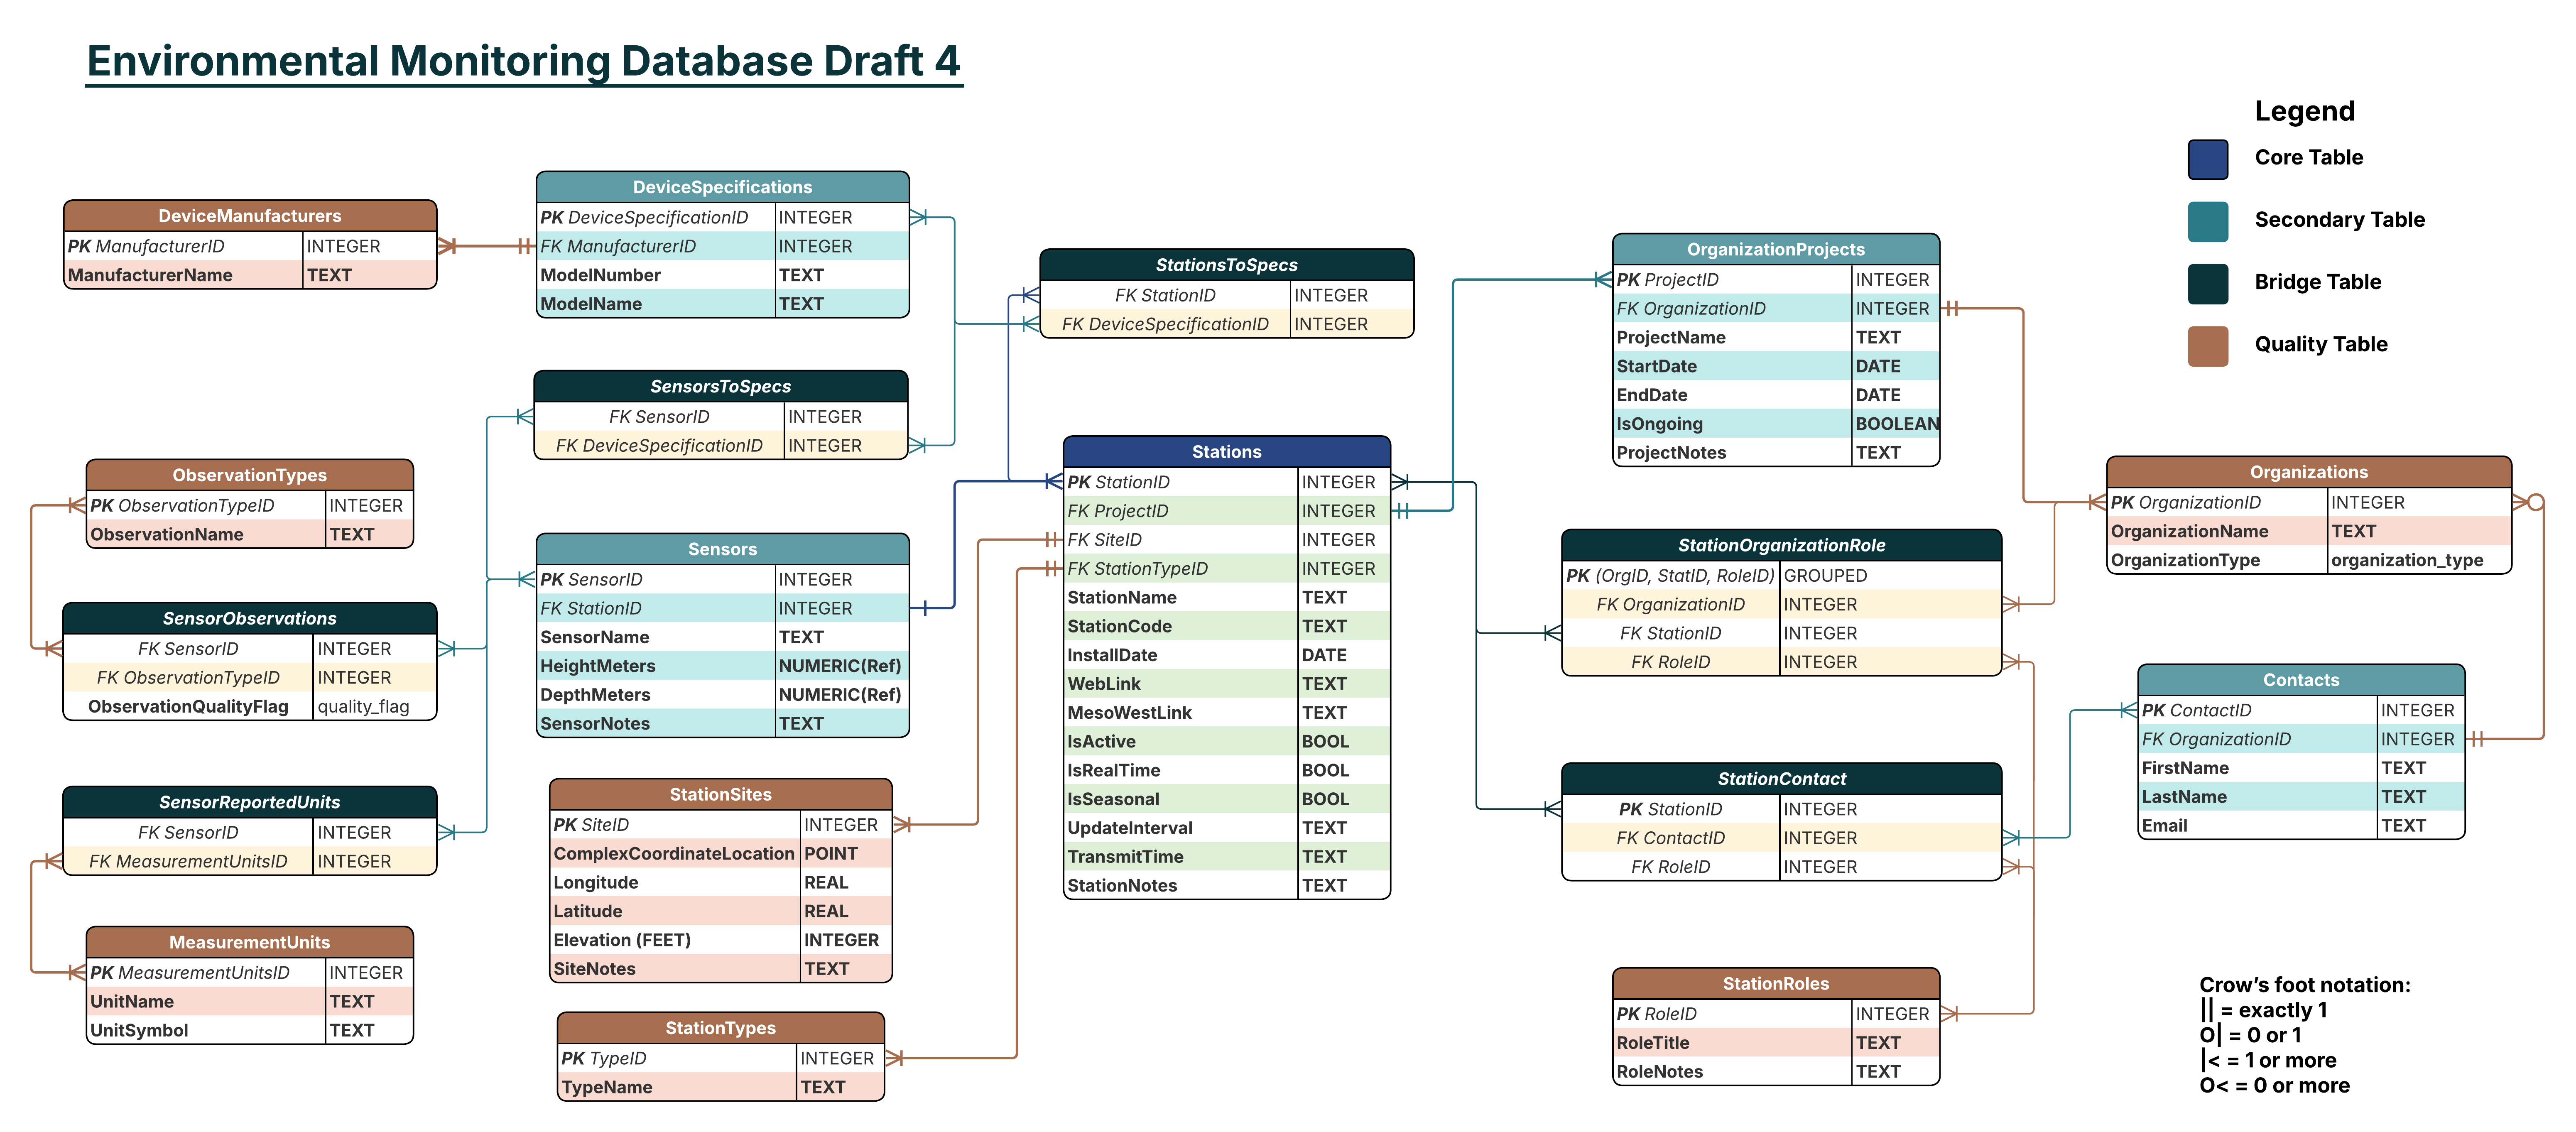 Environmental Monitoring Database Draft 4
Legend
Core Table
Secondary Table
Bridge Table
Quality Table
DeviceManufacturers
PK ManufacturerID INTEGER
ManufacturerName TEXT
DeviceSpecifications
PK DeviceSpecificationID INTEGER
FK ManufacturerID INTEGER
ModelNumber TEXT
ModelName TEXT
StationsToSpecs
FK StationID INTEGER
FK DeviceSpecificationID INTEGER
OrganizationProjects
PK ProjectID INTEGER
FK OrganizationID INTEGER
ProjectName TEXT
StartDate DATE
EndDate DATE
IsOngoing BOOLEAN
ProjectNotes TEXT
SensorsToSpecs
FK SensorID INTEGER
FK DeviceSpecificationID INTEGER
ObservationTypes
PK ObservationTypeID INTEGER
ObservationName TEXT
Sensors
PK SensorID INTEGER
FK StationID INTEGER
SensorName TEXT
HeightMeters NUMERIC(Ref)
DepthMeters NUMERIC(Ref)
SensorNotes TEXT
Stations
PK StationID INTEGER
FK ProjectID INTEGER
FK SiteID INTEGER
FK StationTypeID INTEGER
StationName TEXT
StationCode TEXT
InstallDate DATE
WebLink TEXT
MesoWestLink TEXT
IsActive BOOL
IsRealTime BOOL
IsSeasonal BOOL
UpdateInterval TEXT
TransmitTime TEXT
StationNotes TEXT
Organizations
PK OrganizationID INTEGER
OrganizationName TEXT
OrganizationType organization_type
StationOrganizationRole
PK (OrgID, StatID, RoleID) GROUPED
FK OrganizationID INTEGER
FK StationID INTEGER
FK RoleID INTEGER
SensorObservations
FK SensorID INTEGER
FK ObservationTypeID INTEGER
ObservationQualityFlag quality_flag
Contacts
PK ContactID INTEGER
FK OrganizationID INTEGER
FirstName TEXT
LastName TEXT
Email TEXT
StationContact
PK StationID INTEGER
FK ContactID INTEGER
FK RoleID INTEGER
SensorReportedUnits
FK SensorID INTEGER
FK MeasurementUnitsID INTEGER
StationSites
PK SiteID INTEGER
ComplexCoordinateLocation POINT
Longitude REAL
Latitude REAL
Elevation (FEET) INTEGER
SiteNotes TEXT
MeasurementUnits
PK MeasurementUnitsID INTEGER
UnitName TEXT
UnitSymbol TEXT
StationTypes
PK TypeID INTEGER
TypeName TEXT
StationRoles
PK RoleID INTEGER
RoleTitle TEXT
RoleNotes TEXT
Crow's foot notation:
|| = exactly 1
O| = 0 or 1
|< = 1 or more
O< = 0 or more